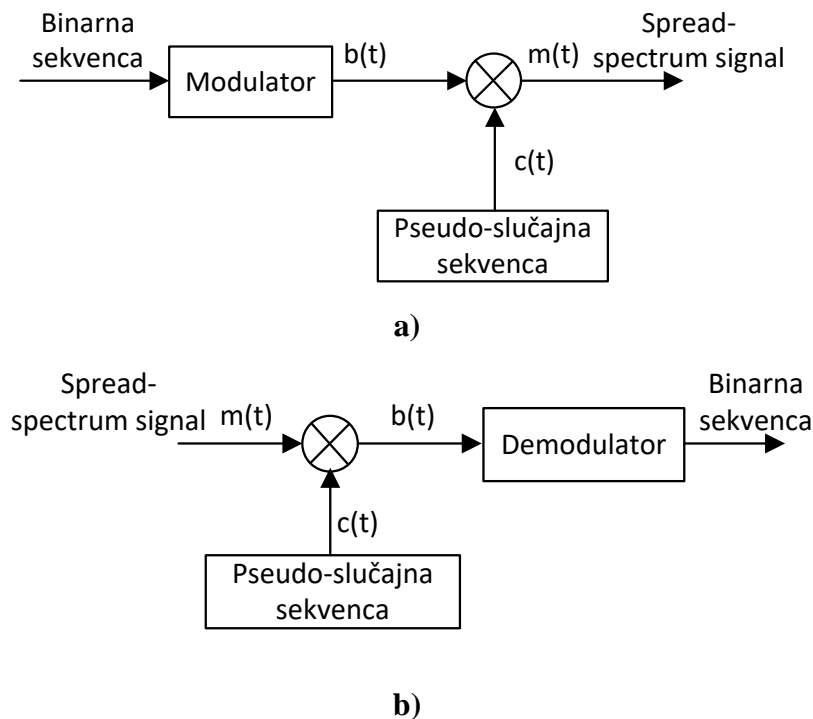 Binarna
sekvenca
Modulator
b(t)
m(t)
Spread-
spectrum signal
c(t)
Pseudo-slučajna
sekvenca
a)
Spread-
spectrum signal
m(t)
b(t)
Demodulator
Binarna
sekvenca
c(t)
Pseudo-slučajna
sekvenca
b)